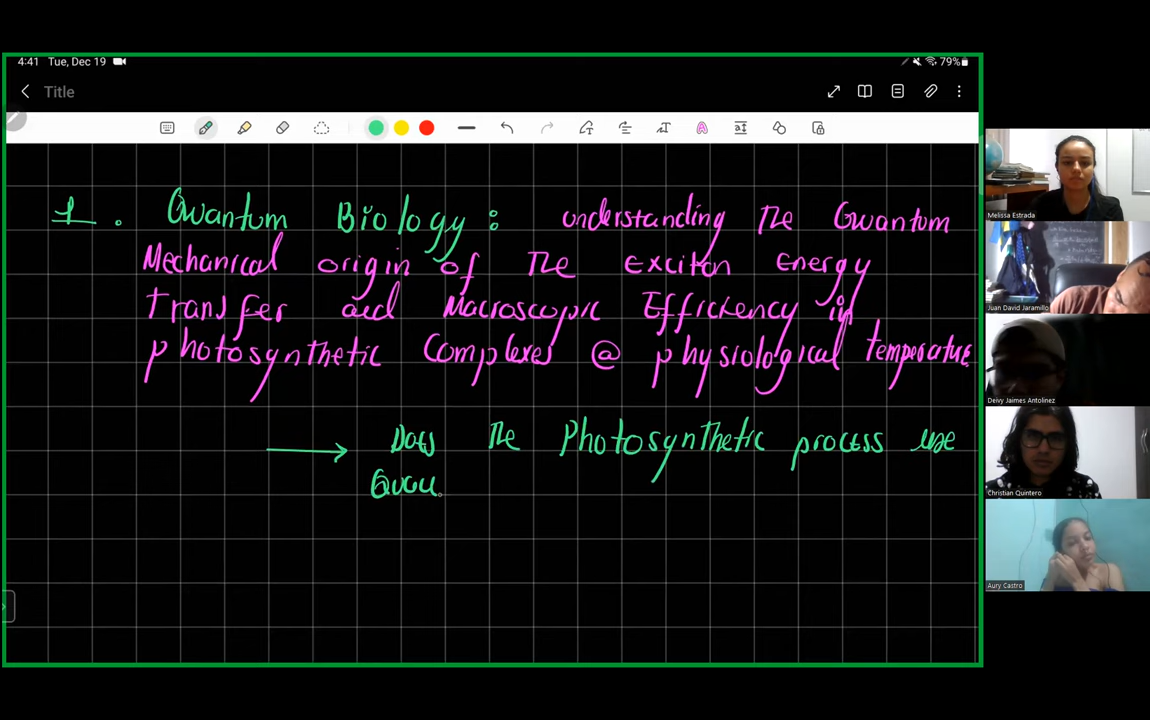 4:41 Tue, Dec 19
79%
Title
1. Quantum Biology: understanding The Quantum
Mechanical origin of The Exciton Energy
Transfer and Macroscopic Efficiency in
photosynthetic Complexes @ physiological temperature
Does The Photosynthetic process use
Melissa Estrada
Juan David Jaramillo
Deivy Jaimes Antolinez
Christian Quintero
Aury Castro